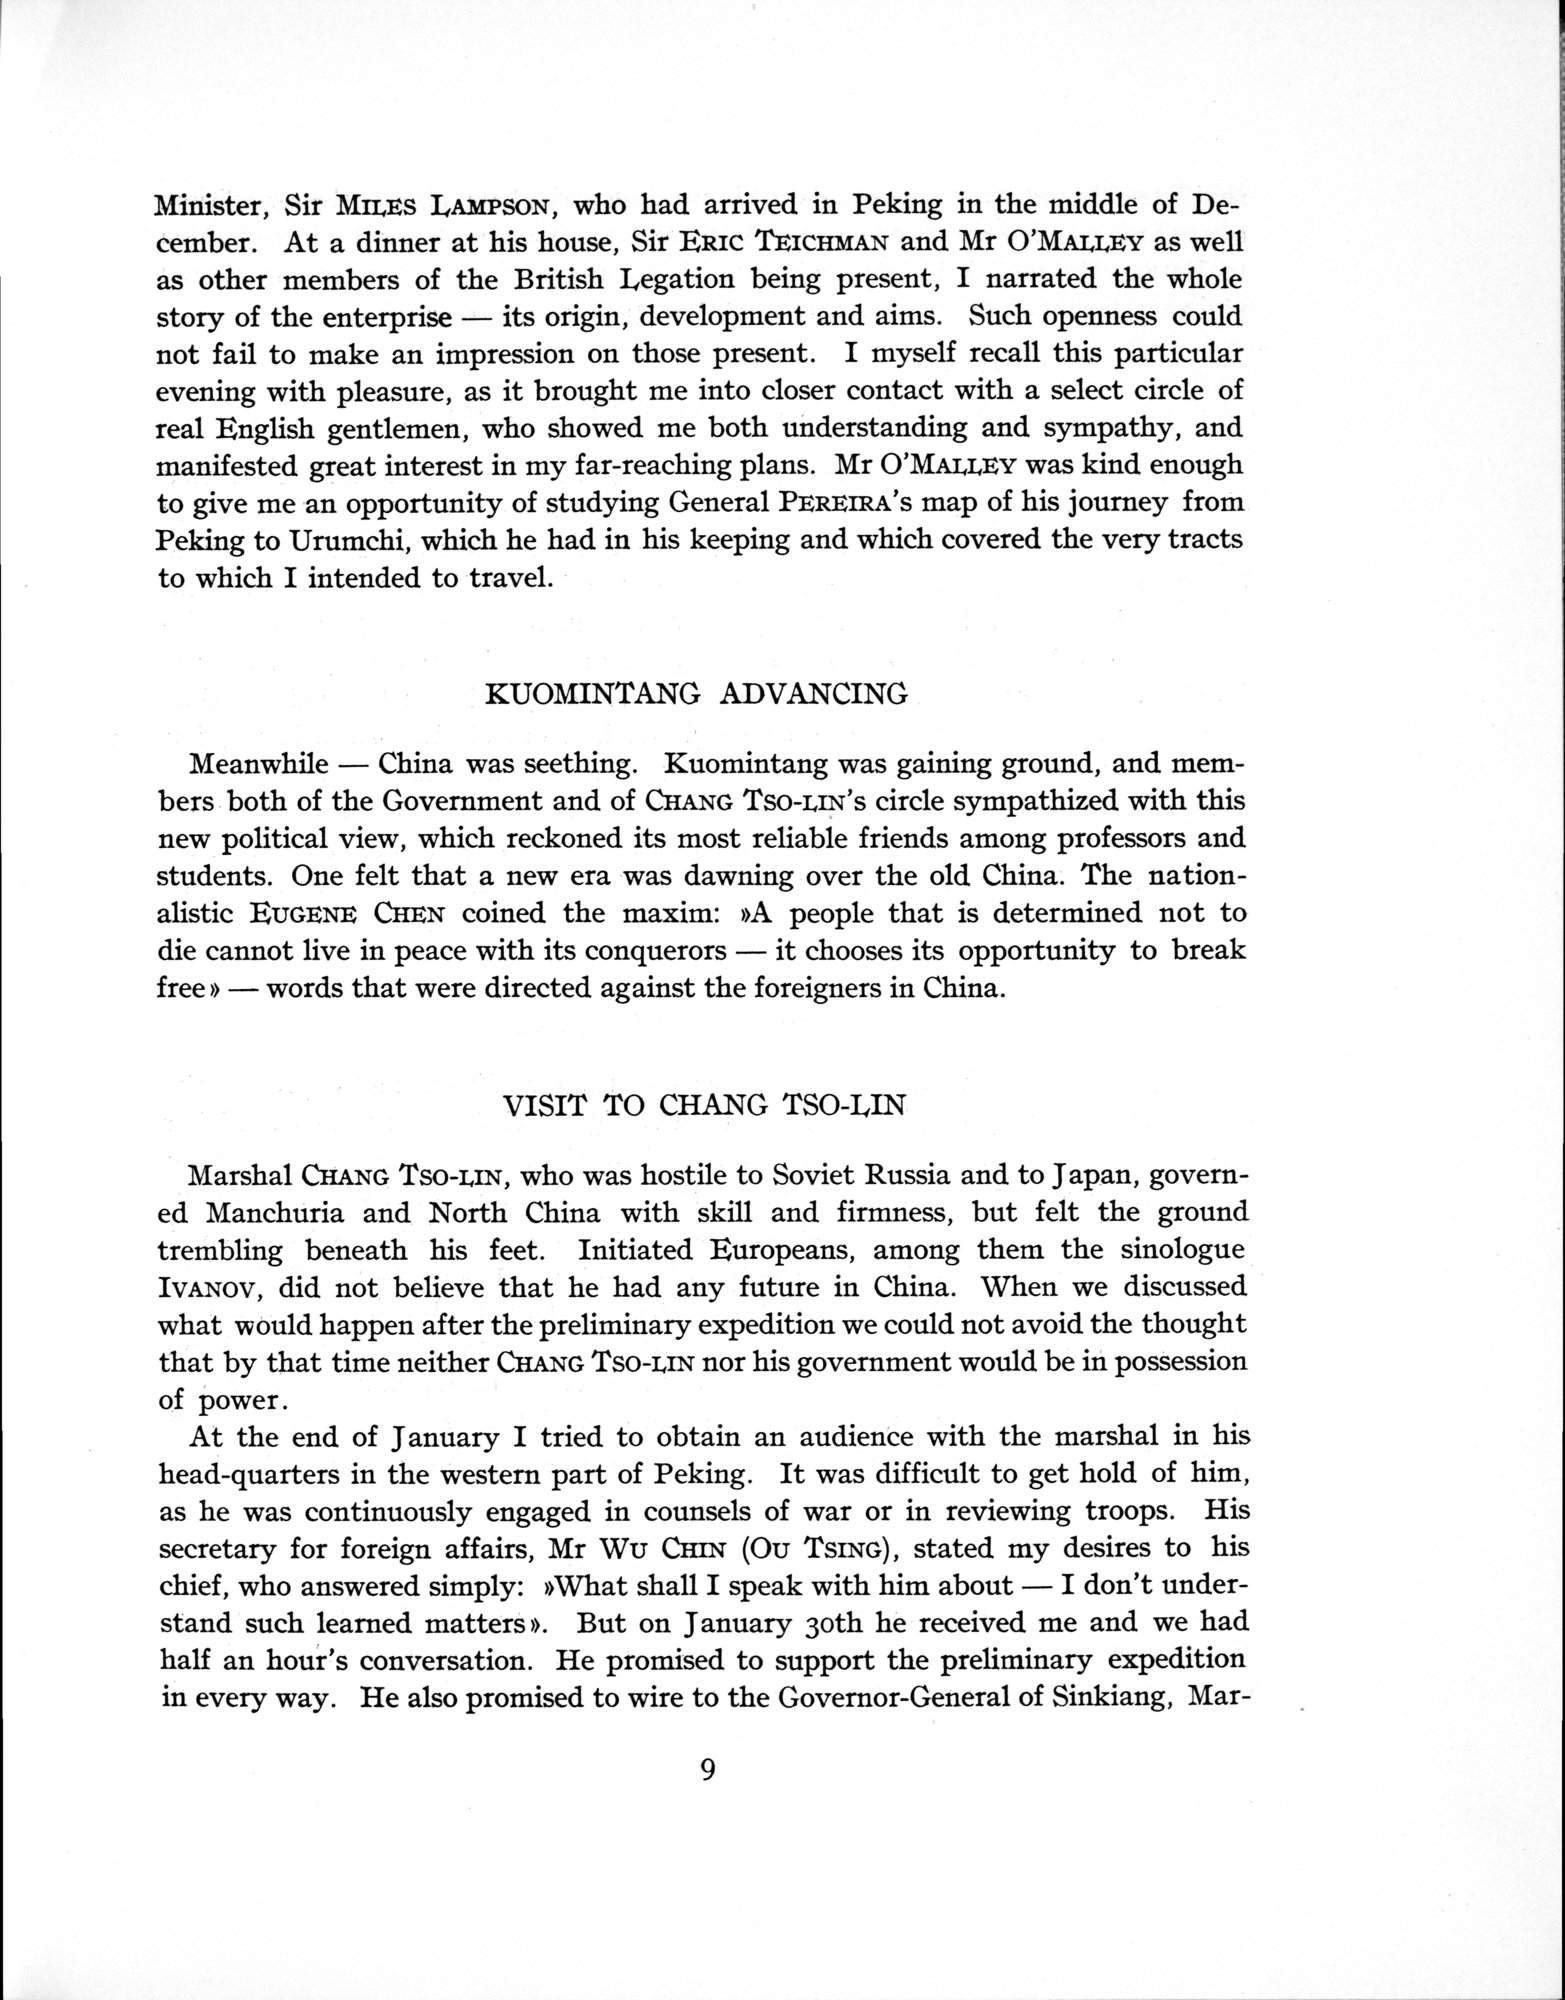 Minister, Sir MILES LAMPSON, who had arrived in Peking in the middle of De-
cember. At a dinner at his house, Sir ERIC TEICHMAN and Mr O'MALLEY as well
as other members of the British Legation being present, I narrated the whole
story of the enterprise — its origin, development and aims. Such openness could
not fail to make an impression on those present. I myself recall this particular
evening with pleasure, as it brought me into closer contact with a select circle of
real English gentlemen, who showed me both understanding and sympathy, and
manifested great interest in my far-reaching plans. Mr O'MALLEY was kind enough
to give me an opportunity of studying General PEREIRA's map of his journey from
Peking to Urumchi, which he had in his keeping and which covered the very tracts
to which I intended to travel.
KUOMINTANG ADVANCING
Meanwhile — China was seething. Kuomintang was gaining ground, and mem-
bers both of the Government and of CHANG TSO-LIN's circle sympathized with this
new political view, which reckoned its most reliable friends among professors and
students. One felt that a new era was dawning over the old China. The nation-
alistic EUGENE CHEN coined the maxim: »A people that is determined not to
die cannot live in peace with its conquerors — it chooses its opportunity to break
free» — words that were directed against the foreigners in China.
VISIT TO CHANG TSO-LIN
Marshal CHANG TSO-LIN, who was hostile to Soviet Russia and to Japan, govern-
ed Manchuria and North China with skill and firmness, but felt the ground
trembling beneath his feet. Initiated Europeans, among them the sinologue
IVANOV, did not believe that he had any future in China. When we discussed
what would happen after the preliminary expedition we could not avoid the thought
that by that time neither CHANG TSO-LIN nor his government would be in possession
of power.
At the end of January I tried to obtain an audience with the marshal in his
head-quarters in the western part of Peking. It was difficult to get hold of him,
as he was continuously engaged in counsels of war or in reviewing troops. His
secretary for foreign affairs, Mr WU CHIN (OU TSING), stated my desires to his
chief, who answered simply: »What shall I speak with him about — I don't under-
stand such learned matters». But on January 30th he received me and we had
half an hour's conversation. He promised to support the preliminary expedition
in every way. He also promised to wire to the Governor-General of Sinkiang, Mar-
9